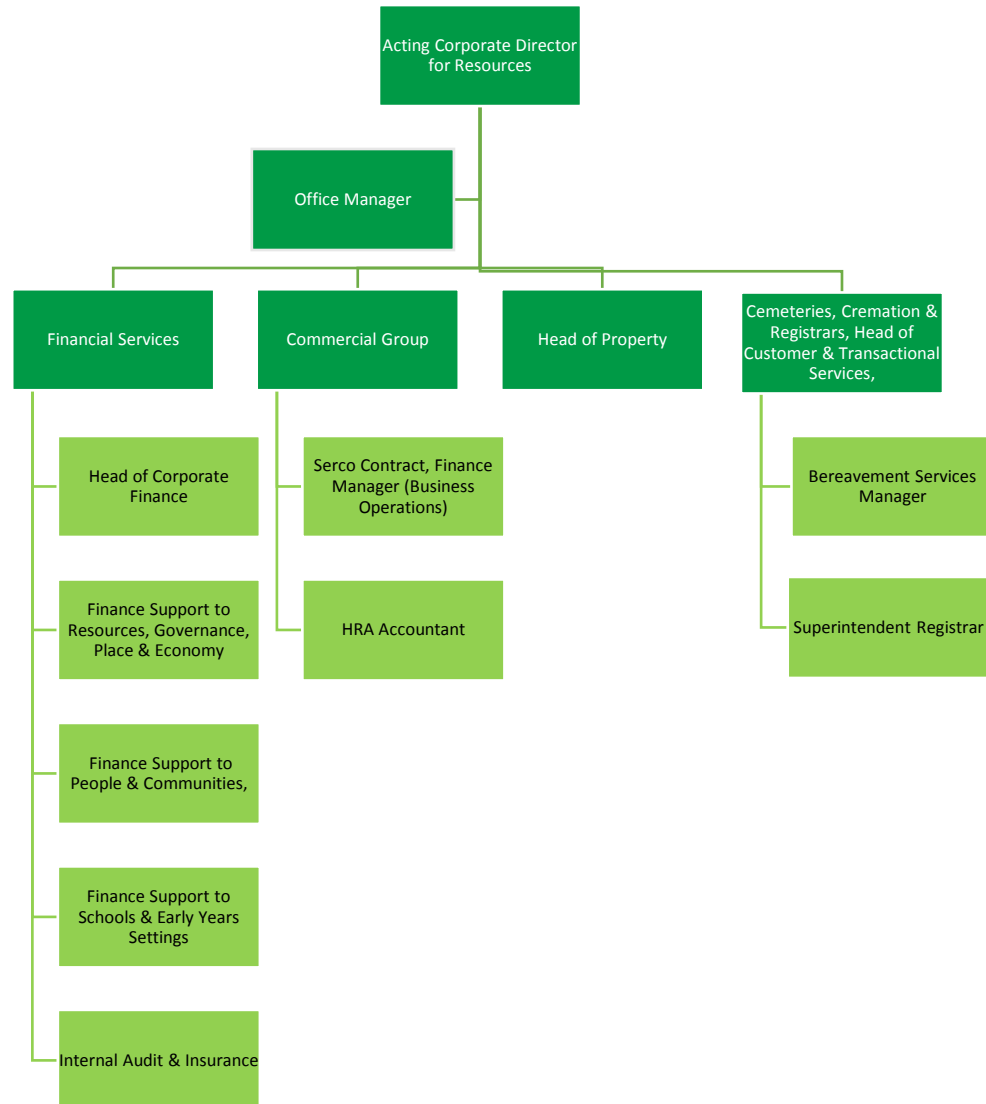 Acting Corporate Director
for Resources
Office Manager
Financial Services
Commercial Group
Head of Property
Cemeteries, Cremation &
Registrars, Head of
Customer & Transactional
Services,
Head of Corporate
Finance
Finance Support to
Resources, Governance,
Place & Economy
Finance Support to
People & Communities,
Finance Support to
Schools & Early Years
Settings
Internal Audit & Insurance
Serco Contract, Finance
Manager (Business
Operations)
HRA Accountant
Bereavement Services
Manager
Superintendent Registrar